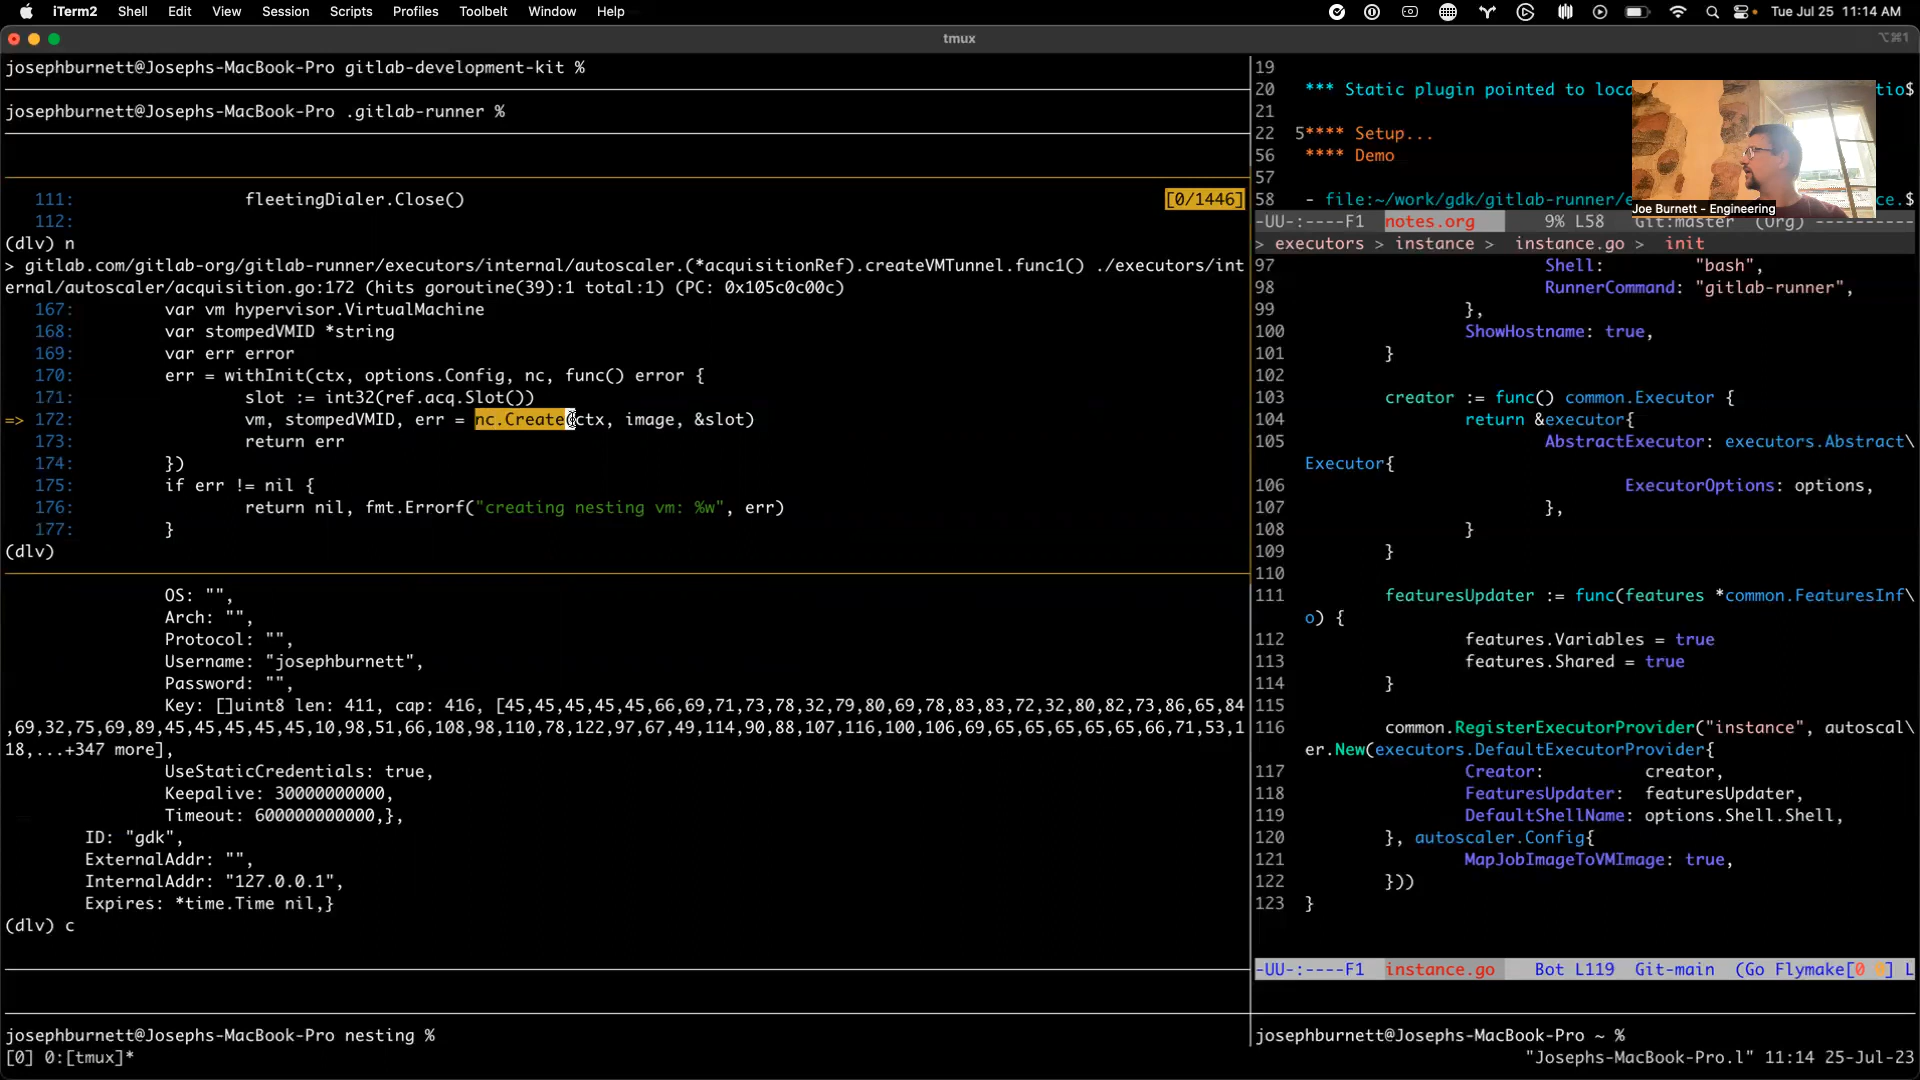 iTerm2 Shell Edit View Session Scripts Profiles Toolbelt Window Help Tue Jul 25 11:14 AM
tmux ⌥⌘1
josephburnett@Josephs-MacBook-Pro gitlab-development-kit %
josephburnett@Josephs-MacBook-Pro .gitlab-runner %
111: fleetingDialer.Close() [0/1446]
112:
(dlv) n
> gitlab.com/gitlab-org/gitlab-runner/executors/internal/autoscaler.(*acquisitionRef).createVMTunnel.func1() ./executors/int
ernal/autoscaler/acquisition.go:172 (hits goroutine(39):1 total:1) (PC: 0x105c0c00c)
167: var vm hypervisor.VirtualMachine
168: var stompedVMID *string
169: var err error
170: err = withInit(ctx, options.Config, nc, func() error {
171: slot := int32(ref.acq.Slot())
=> 172: vm, stompedVMID, err = nc.Create(ctx, image, &slot)
173: return err
174: })
175: if err != nil {
176: return nil, fmt.Errorf("creating nesting vm: %w", err)
177: }
(dlv)
OS: "",
Arch: "",
Protocol: "",
Username: "josephburnett",
Password: "",
Key: []uint8 len: 411, cap: 416, [45,45,45,45,45,66,69,71,73,78,32,79,80,69,78,83,83,72,32,80,82,73,86,65,84
,69,32,75,69,89,45,45,45,45,45,10,98,51,66,108,98,110,78,122,97,67,49,114,90,88,107,116,100,106,69,65,65,65,65,65,66,71,53,1
18,...+347 more],
UseStaticCredentials: true,
Keepalive: 30000000000,
Timeout: 600000000000,},
ID: "gdk",
ExternalAddr: "",
InternalAddr: "127.0.0.1",
Expires: *time.Time nil,}
(dlv) c
josephburnett@Josephs-MacBook-Pro nesting %
[0] 0:[tmux]*
19
20 *** Static plugin pointed to loca tio$
21
22 5**** Setup...
56 **** Demo
57
58 - file:~/work/gdk/gitlab-runner/e .$
Joe Burnett - Engineering
-UU-:----F1 notes.org 9% L58 Git:master (Org) ----------
> executors > instance > instance.go > init
97 Shell: "bash",
98 RunnerCommand: "gitlab-runner",
99 },
100 ShowHostname: true,
101 }
102
103 creator := func() common.Executor {
104 return &executor{
105 AbstractExecutor: executors.Abstract\
Executor{
106 ExecutorOptions: options,
107 },
108 }
109 }
110
111 featuresUpdater := func(features *common.FeaturesInf\
o) {
112 features.Variables = true
113 features.Shared = true
114 }
115
116 common.RegisterExecutorProvider("instance", autoscal\
er.New(executors.DefaultExecutorProvider{
117 Creator: creator,
118 FeaturesUpdater: featuresUpdater,
119 DefaultShellName: options.Shell.Shell,
120 }, autoscaler.Config{
121 MapJobImageToVMImage: true,
122 }))
123 }
-UU-:----F1 instance.go Bot L119 Git-main (Go Flymake[0 0] L
josephburnett@Josephs-MacBook-Pro ~ %
"Josephs-MacBook-Pro.l" 11:14 25-Jul-23